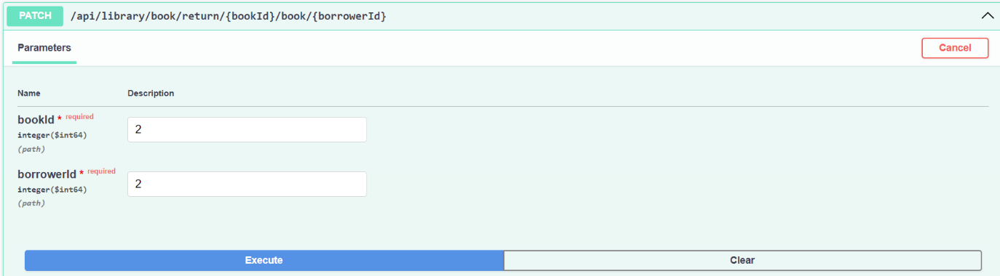 PATCH /api/library/book/return/{bookId}/book/{borrowerId}
Parameters Cancel
Name Description
bookId * required
integer($int64)
(path)
2
borrowerId * required
integer($int64)
(path)
2
Execute Clear